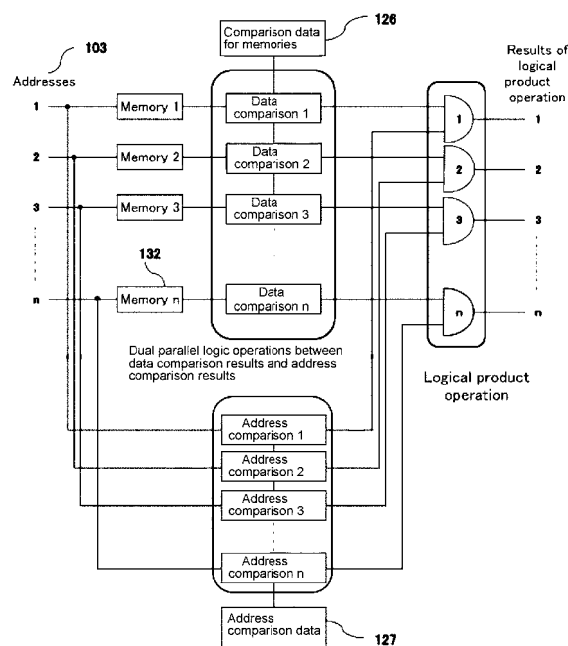 126
Comparison data
for memories
103
Addresses
Results of
logical
product
operation
1
Memory 1
Data
comparison 1
1
1
2
Memory 2
Data
comparison 2
2
2
3
Memory 3
Data
comparison 3
3
3
132
n
Memory n
Data
comparison n
n
n
Dual parallel logic operations between
data comparison results and address
comparison results
Logical product
operation
Address
comparison 1
Address
comparison 2
Address
comparison 3
Address
comparison n
Address
comparison data
127